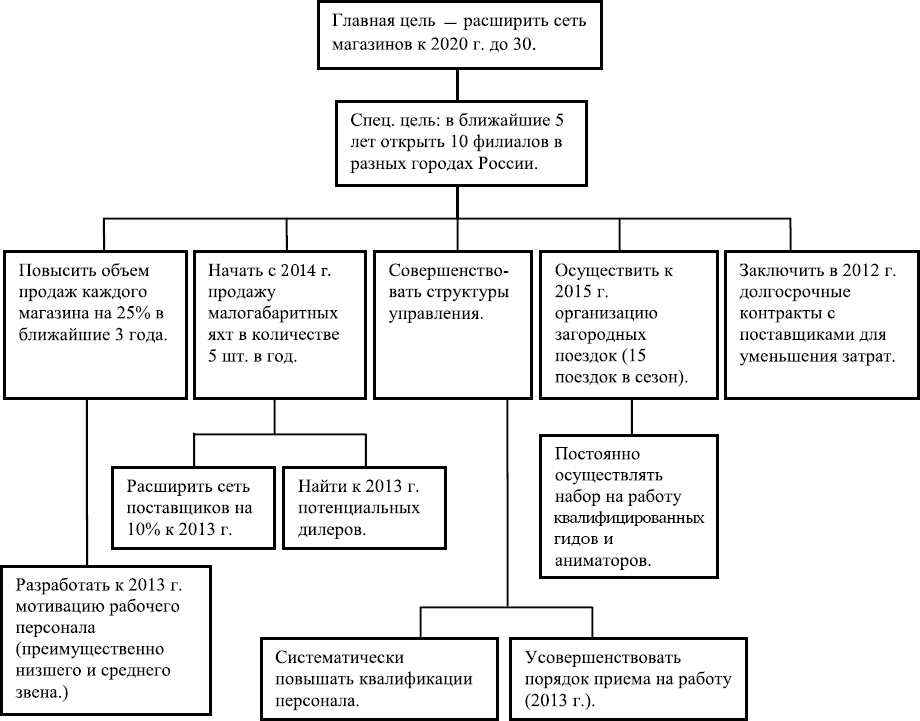 Главная цель — расширить сеть
магазинов к 2020 г. до 30.
Спец. цель: в ближайшие 5
лет открыть 10 филиалов в
разных городах России.
Повысить объем
продаж каждого
магазина на 25% в
ближайшие 3 года.
Начать с 2014 г.
продажу
малогабаритных
яхт в количестве
5 шт. в год.
Совершенство-
вать структуры
управления.
Осуществить к
2015 г.
организацию
загородных
поездок (15
поездок в сезон).
Заключить в 2012 г.
долгосрочные
контракты с
поставщиками для
уменьшения затрат.
Расширить сеть
поставщиков на
10% к 2013 г.
Найти к 2013 г.
потенциальных
дилеров.
Постоянно
осуществлять
набор на работу
квалифицированных
гидов и
аниматоров.
Разработать к 2013 г.
мотивацию рабочего
персонала
(преимущественно
низшего и среднего
звена.)
Систематически
повышать квалификации
персонала.
Усовершенствовать
порядок приема на работу
(2013 г.).